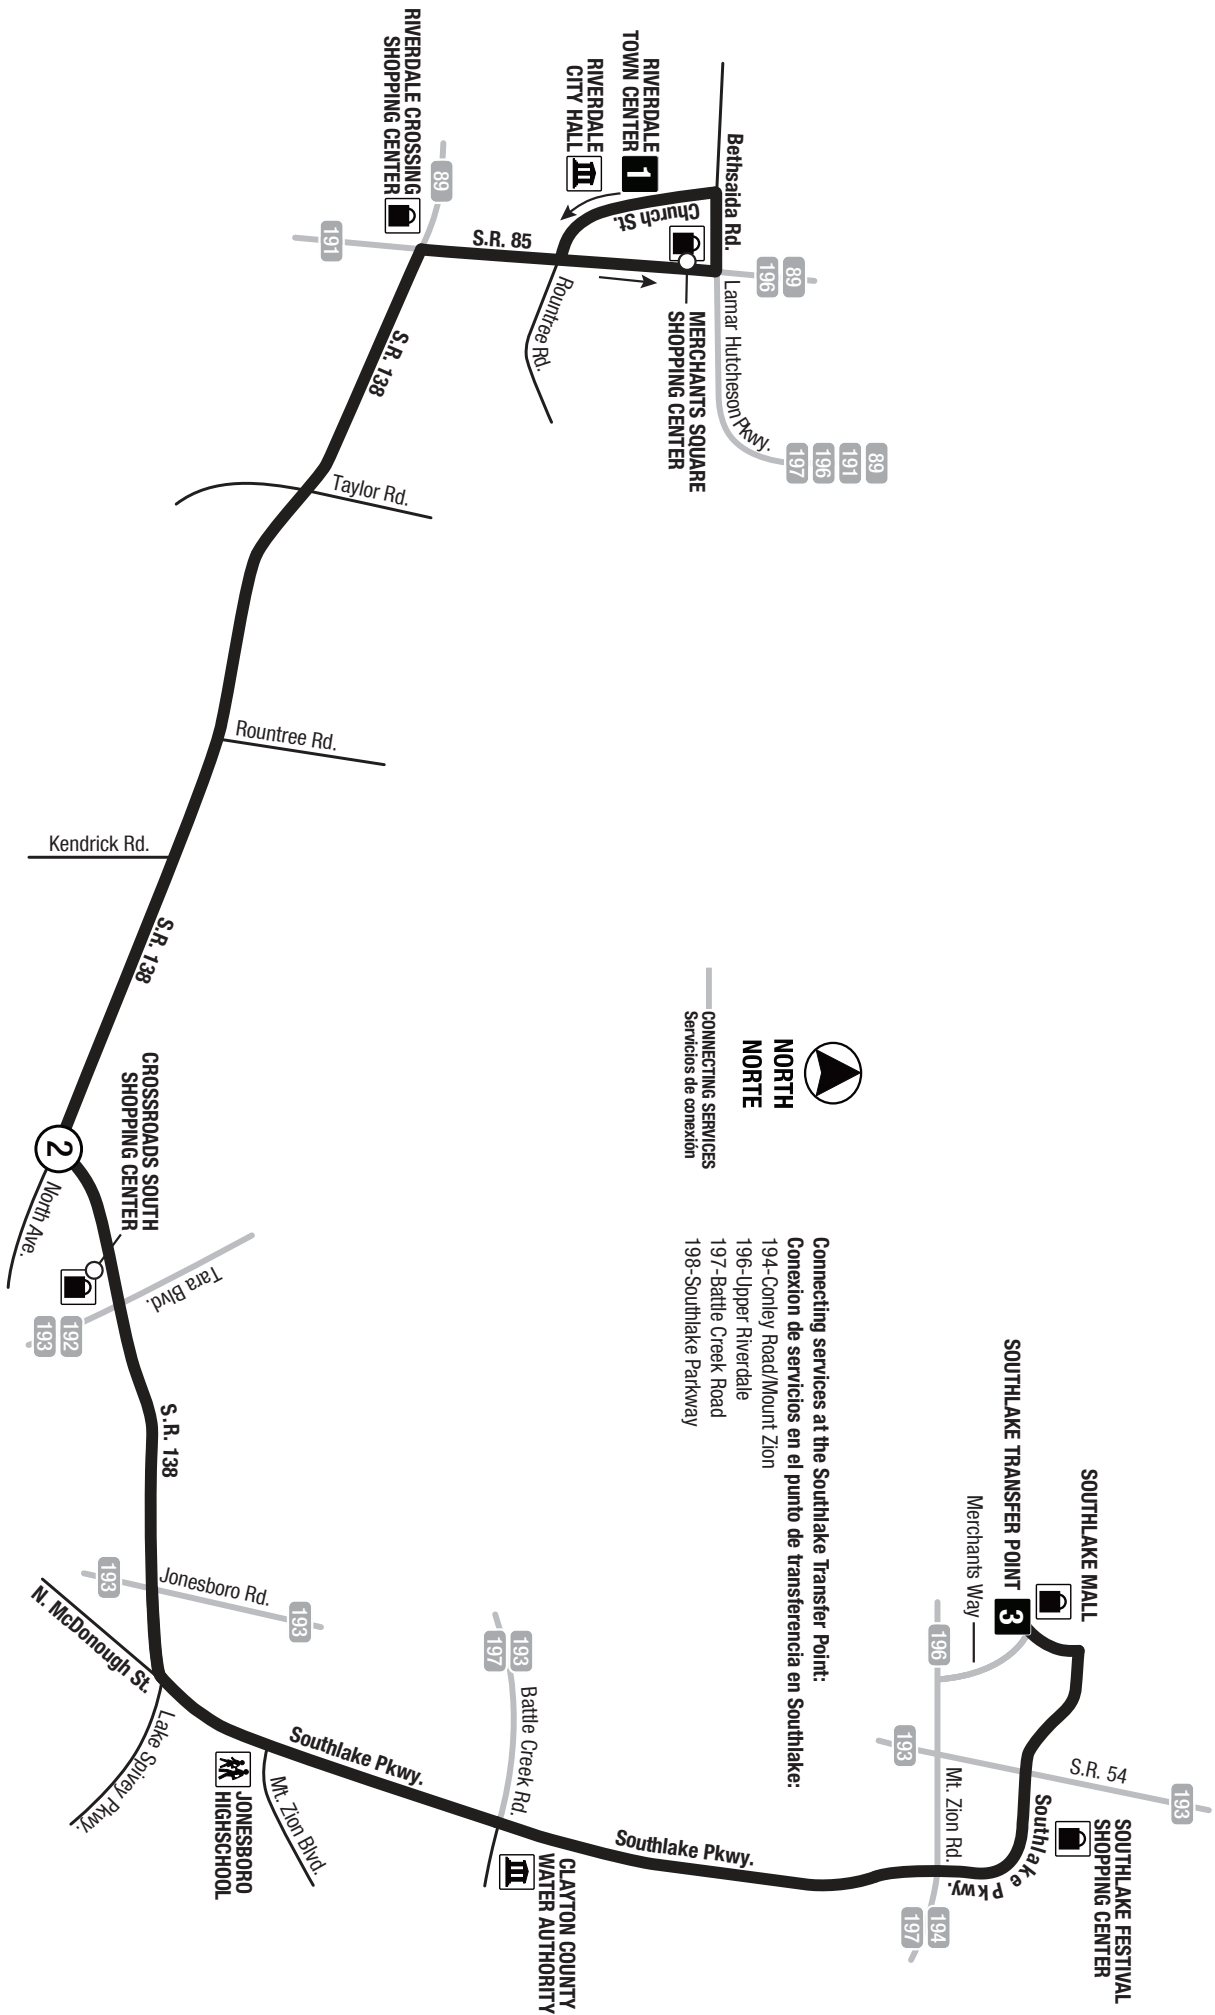 RIVERDALE
TOWN CENTER
1
RIVERDALE
CITY HALL
RIVERDALE CROSSING
SHOPPING CENTER
89
191
Bethsaida Rd.
Church St.
S.R. 85
Rountree Rd.
89
196
Lamar Hutcheson Pkwy.
MERCHANTS SQUARE
SHOPPING CENTER
89
191
196
197
S.R. 138
Taylor Rd.
Rountree Rd.
Kendrick Rd.
S.R. 138
NORTH
NORTE
CONNECTING SERVICES
Servicios de conexión
2
North Ave.
CROSSROADS SOUTH
SHOPPING CENTER
Tara Blvd.
192
193
S.R. 138
Connecting services at the Southlake Transfer Point:
Conexion de servicios en el punto de transferencia en Southlake:
194-Conley Road/Mount Zion
196-Upper Riverdale
197-Battle Creek Road
198-Southlake Parkway
Jonesboro Rd.
193
193
N. McDonough St.
Lake Spivey Pkwy.
JONESBORO
HIGHSCHOOL
Mt. Zion Blvd.
Southlake Pkwy.
193
197
Battle Creek Rd.
CLAYTON COUNTY
WATER AUTHORITY
Southlake Pkwy.
SOUTHLAKE MALL
SOUTHLAKE TRANSFER POINT
3
Merchants Way
196
193
S.R. 54
193
Mt. Zion Rd.
Southlake Pkwy.
SOUTHLAKE FESTIVAL
SHOPPING CENTER
194
197